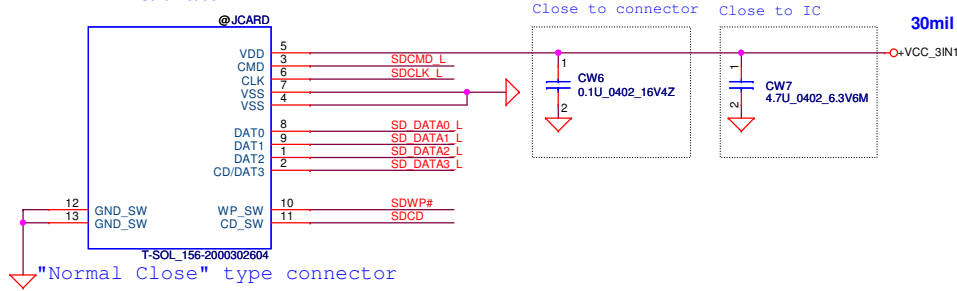 @JCARD
Close to connector
Close to IC
30mil
+VCC_3IN1
VDD 5
CMD 3 SDCMD_L
CLK 6 SDCLK_L
VSS 7
VSS 4
1
CW6
0.1U_0402_16V4Z
2
1
CW7
4.7U_0402_6.3V6M
2
DAT0 8 SD_DATA0_L
DAT1 9 SD_DATA1_L
DAT2 1 SD_DATA2_L
CD/DAT3 2 SD_DATA3_L
12 GND_SW WP_SW 10 SDWP#
13 GND_SW CD_SW 11 SDCD
T-SOL_156-2000302604
"Normal Close" type connector